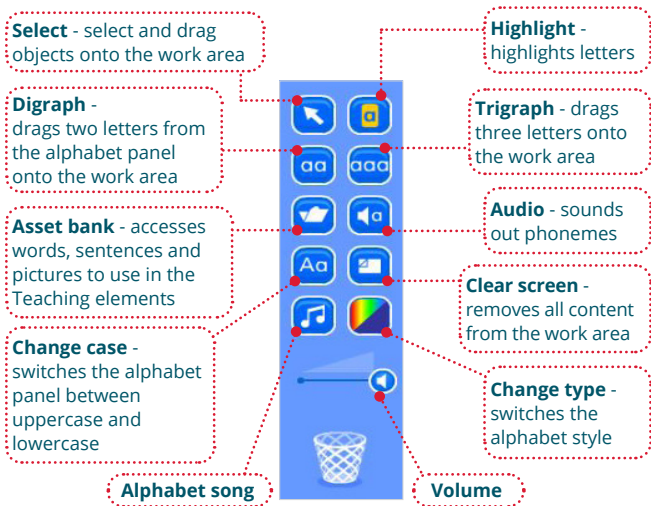 Select - select and drag
objects onto the work area
Digraph -
drags two letters from
the alphabet panel
onto the work area
Asset bank - accesses
words, sentences and
pictures to use in the
Teaching elements
Change case -
switches the alphabet
panel between
uppercase and
lowercase
Alphabet song
a
aa
aaa
a
Aa
Highlight -
highlights letters
Trigraph - drags
three letters onto
the work area
Audio - sounds
out phonemes
Clear screen -
removes all content
from the work area
Change type -
switches the
alphabet style
Volume